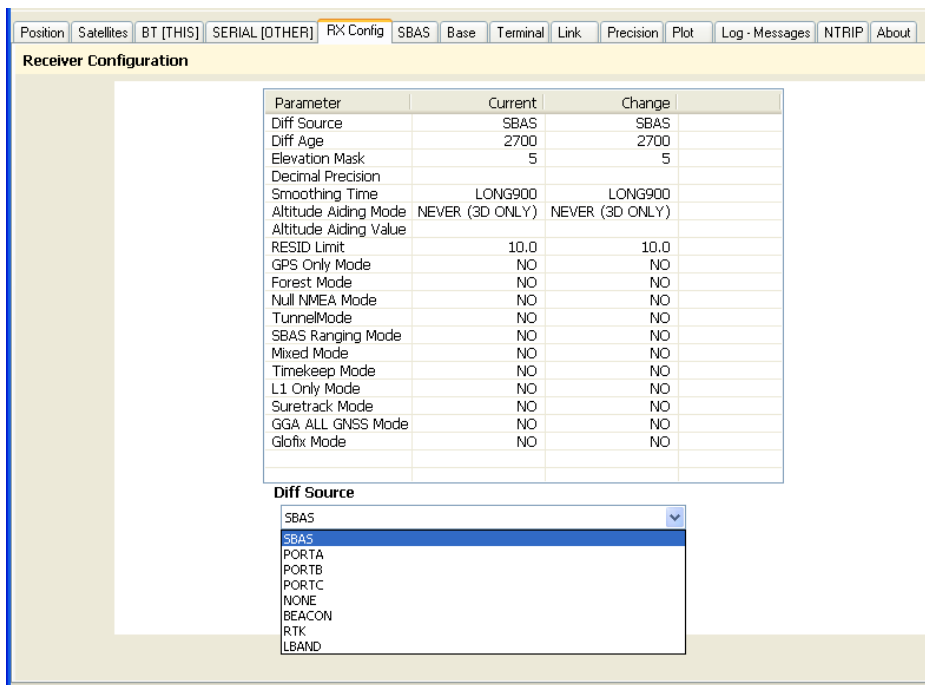 Position Satellites BT [THIS] SERIAL [OTHER] RX Config SBAS Base Terminal Link Precision Plot Log - Messages NTRIP About
Receiver Configuration
Parameter Current Change
Diff Source SBAS SBAS
Diff Age 2700 2700
Elevation Mask 5 5
Decimal Precision
Smoothing Time LONG900 LONG900
Altitude Aiding Mode NEVER (3D ONLY) NEVER (3D ONLY)
Altitude Aiding Value
RESID Limit 10.0 10.0
GPS Only Mode NO NO
Forest Mode NO NO
Null NMEA Mode NO NO
TunnelMode NO NO
SBAS Ranging Mode NO NO
Mixed Mode NO NO
Timekeep Mode NO NO
L1 Only Mode NO NO
Suretrack Mode NO NO
GGA ALL GNSS Mode NO NO
Glofix Mode NO NO
Diff Source
SBAS
SBAS
PORTA
PORTB
PORTC
NONE
BEACON
RTK
LBAND